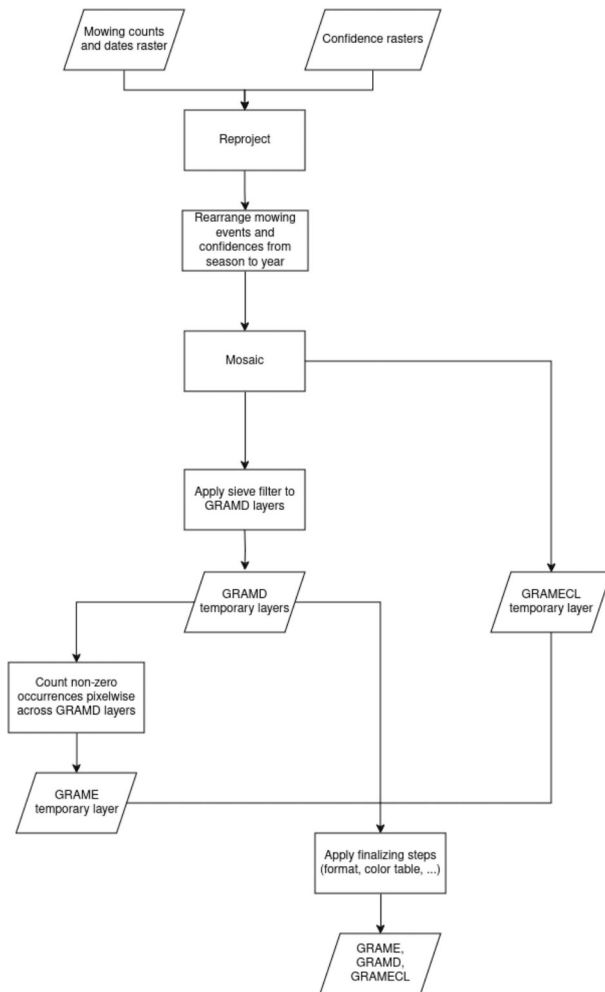 Mowing counts
and dates raster
Confidence rasters
Reproject
Rearrange mowing
events and
confidences from
season to year
Mosaic
Apply sieve filter to
GRAMD layers
GRAMD
temporary layers
GRAMECL
temporary layer
Count non-zero
occurrences pixelwise
across GRAMD layers
GRAME
temporary layer
Apply finalizing steps
(format, color table, ...)
GRAME,
GRAMD,
GRAMECL